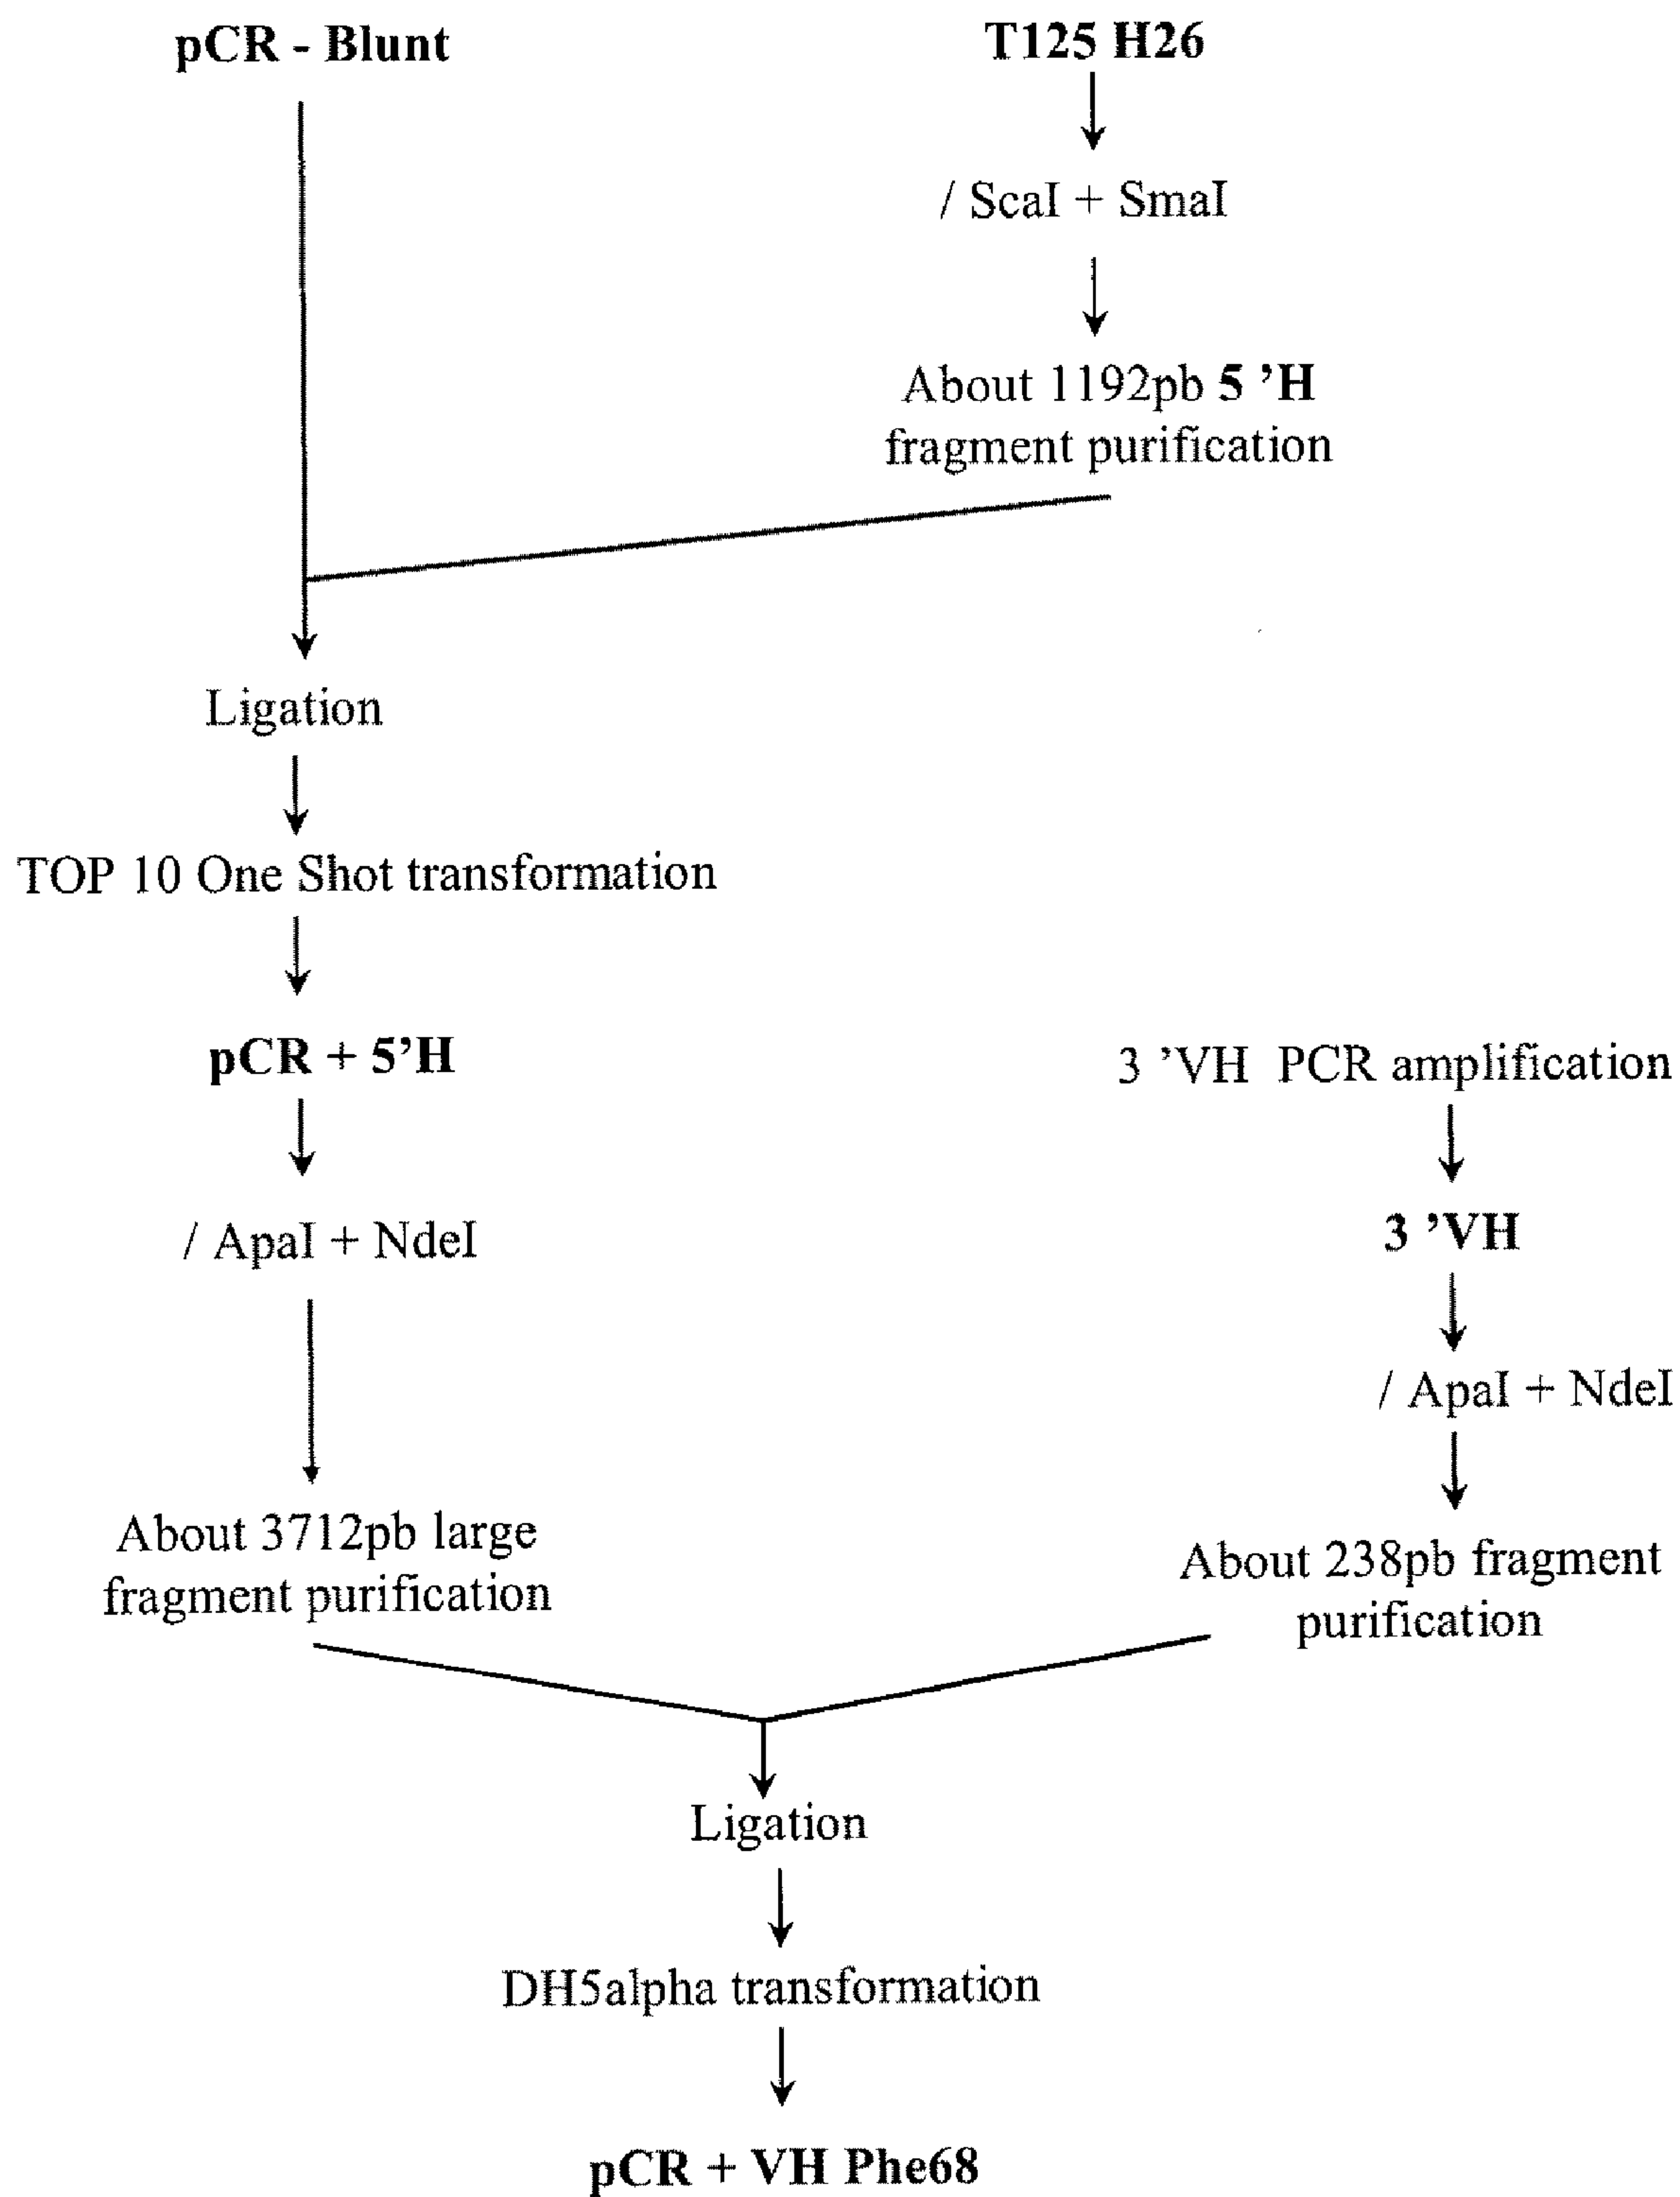 pCR - Blunt
T125 H26
/ ScaI + SmaI
About 1192pb 5 ’H
fragment purification
Ligation
TOP 10 One Shot transformation
pCR + 5’H
/ ApaI + NdeI
About 3712pb large
fragment purification
3 ’VH PCR amplification
3 ’VH
/ ApaI + NdeI
About 238pb fragment
purification
Ligation
DH5alpha transformation
pCR + VH Phe68